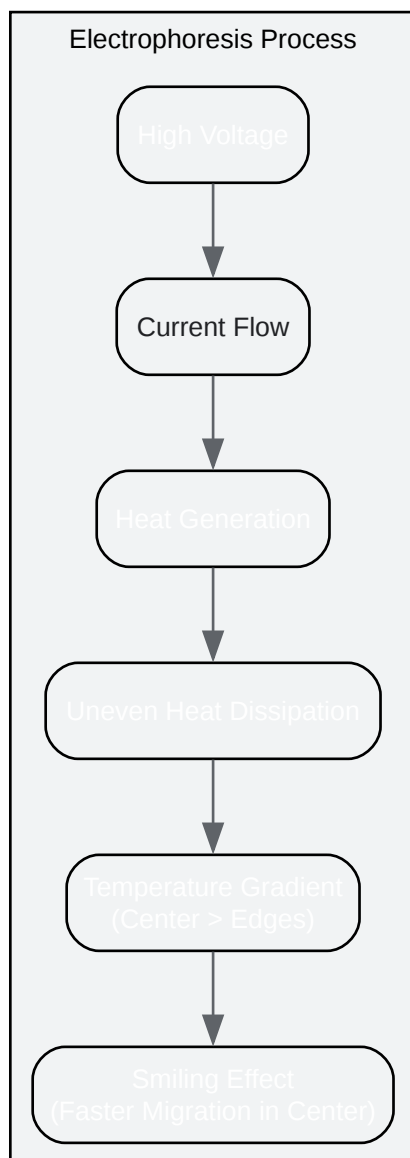 Electrophoresis Process
High Voltage
Current Flow
Heat Generation
Uneven Heat Dissipation
Temperature Gradient
(Center > Edges)
Smiling Effect
(Faster Migration in Center)